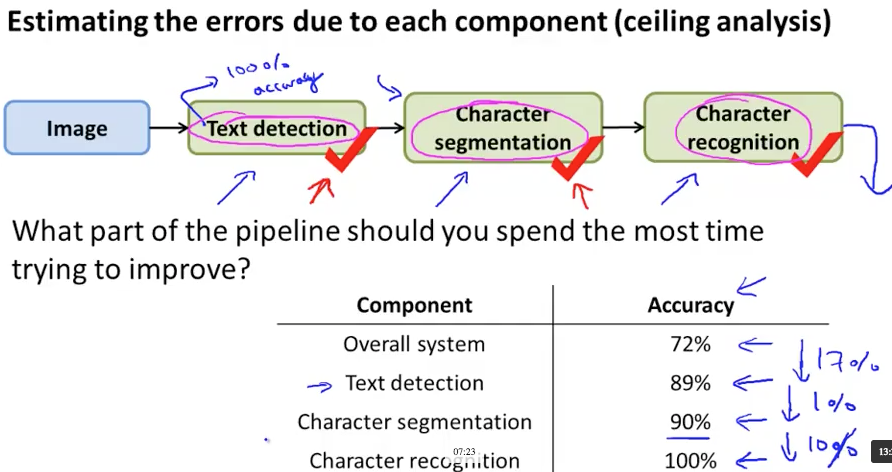 Estimating the errors due to each component (ceiling analysis)
100%
accuracy
Image
Text detection
Character
segmentation
Character
recognition
What part of the pipeline should you spend the most time
trying to improve?
Component Accuracy
Overall system 72%
17%
Text detection 89%
1%
Character segmentation 90%
10%
Character recognition 100%
07:23
13: